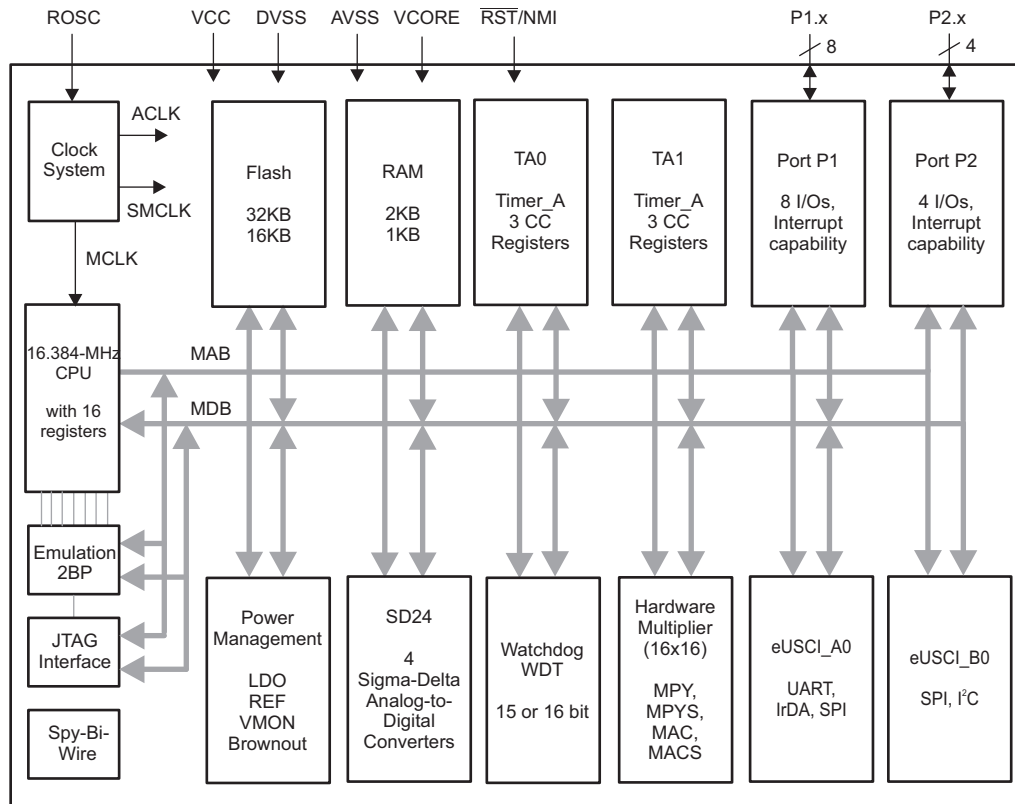 ROSC
VCC
DVSS
AVSS
VCORE
RST/NMI
P1.x
P2.x
8
4
ACLK
Clock
System
SMCLK
MCLK
Flash
32KB
16KB
RAM
2KB
1KB
TA0
Timer_A
3 CC
Registers
TA1
Timer_A
3 CC
Registers
Port P1
8 I/Os,
Interrupt
capability
Port P2
4 I/Os,
Interrupt
capability
16.384-MHz
CPU
with 16
registers
MAB
MDB
Emulation
2BP
JTAG
Interface
Spy-Bi-
Wire
Power
Management
LDO
REF
VMON
Brownout
SD24
4
Sigma-Delta
Analog-to-
Digital
Converters
Watchdog
WDT
15 or 16 bit
Hardware
Multiplier
(16x16)
MPY,
MPYS,
MAC,
MACS
eUSCI_A0
UART,
IrDA, SPI
eUSCI_B0
SPI, I²C